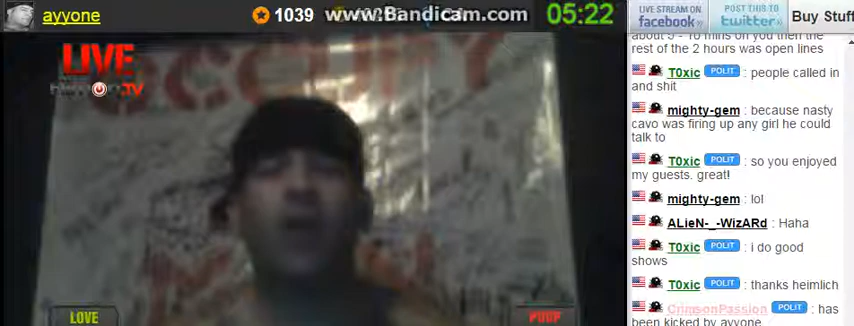 ayyone
1039
www.Bandicam.com
05:22
LIVE STREAM ON
facebook»
POST THIS TO
twitter»
Buy Stuff
LIVE
.TV
OCCUPY
LOVE
POOP
about 5 - 10 mins on you then the
rest of the 2 hours was open lines
T0xic POLIT : people called in
and shit
mighty-gem : because nasty
cavo was firing up any girl he could
talk to
T0xic POLIT : so you enjoyed
my guests. great!
mighty-gem : lol
ALieN-_-WizARd : Haha
T0xic POLIT : i do good
shows
T0xic POLIT : thanks heimlich
CrimsonPassion POLIT : has
been kicked by ayyone